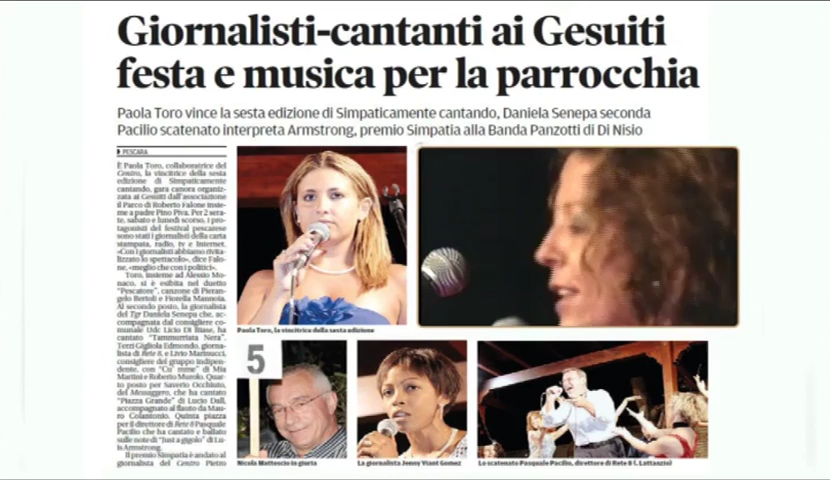 Giornalisti-cantanti ai Gesuiti
festa e musica per la parrocchia
Paola Toro vince la sesta edizione di Simpaticamente cantando, Daniela Senepa seconda
Pacilio scatenato interpreta Armstrong, premio Simpatia alla Banda Panzotti di Di Nisio
PESCARA
È Paola Toro, collaboratrice del
Centro, la vincitrice della sesta
edizione di Simpaticamente
cantando, gara canora organizzata
ai Gesuiti dall'associazione
il Parco di Roberto Falone insie-
me a padre Pino Piva. Per 2 sera-
te, sabato e lunedì scorso, i pro-
tagonisti del festival pescarese
sono stati i giornalisti della carta
stampata, radio, tv e Internet.
«Con i giornalisti abbiamo rivita-
lizzato lo spettacolo», dice Falo-
ne, «meglio che con i politici».
Toro, insieme ad Alessio Mo-
naco, si è esibita nel duetto
"Pescatore", canzone di Pieran-
gelo Bertoli e Fiorella Mannoia.
Al secondo posto, la giornalista
del Tgr Daniela Senepa che, ac-
compagnata dal consigliere co-
munale Udc Licio Di Biase, ha
cantato "Tammurriata Nera".
Terzi Gigliola Edmondo, giorna-
lista di Rete 8, e Livio Marinucci,
consigliere del gruppo indipen-
dente, con "Cu' mme" di Mia
Martini e Roberto Murolo. Quar-
to posto per Saverio Occhiuto,
del Messaggero, che ha cantato
"Piazza Grande" di Lucio Dall,
accompagnato al flauto da Mau-
ro Colantonio. Quinta piazza
per il direttore di Rete 8 Pasquale
Pacilio che ha cantato e ballato
sulle note di "Just a gigolo" di Lu-
is Armstrong.
Il premio Simpatia è andato al
giornalista del Centro Pietro
Paola Toro, la vincitrice della sesta edizione
5
Nicola Mattoscio in giuria
La giornalista Jenny Viant Gomez
Lo scatenato Pasquale Pacilio, direttore di Rete 8 (. Lattanzio)